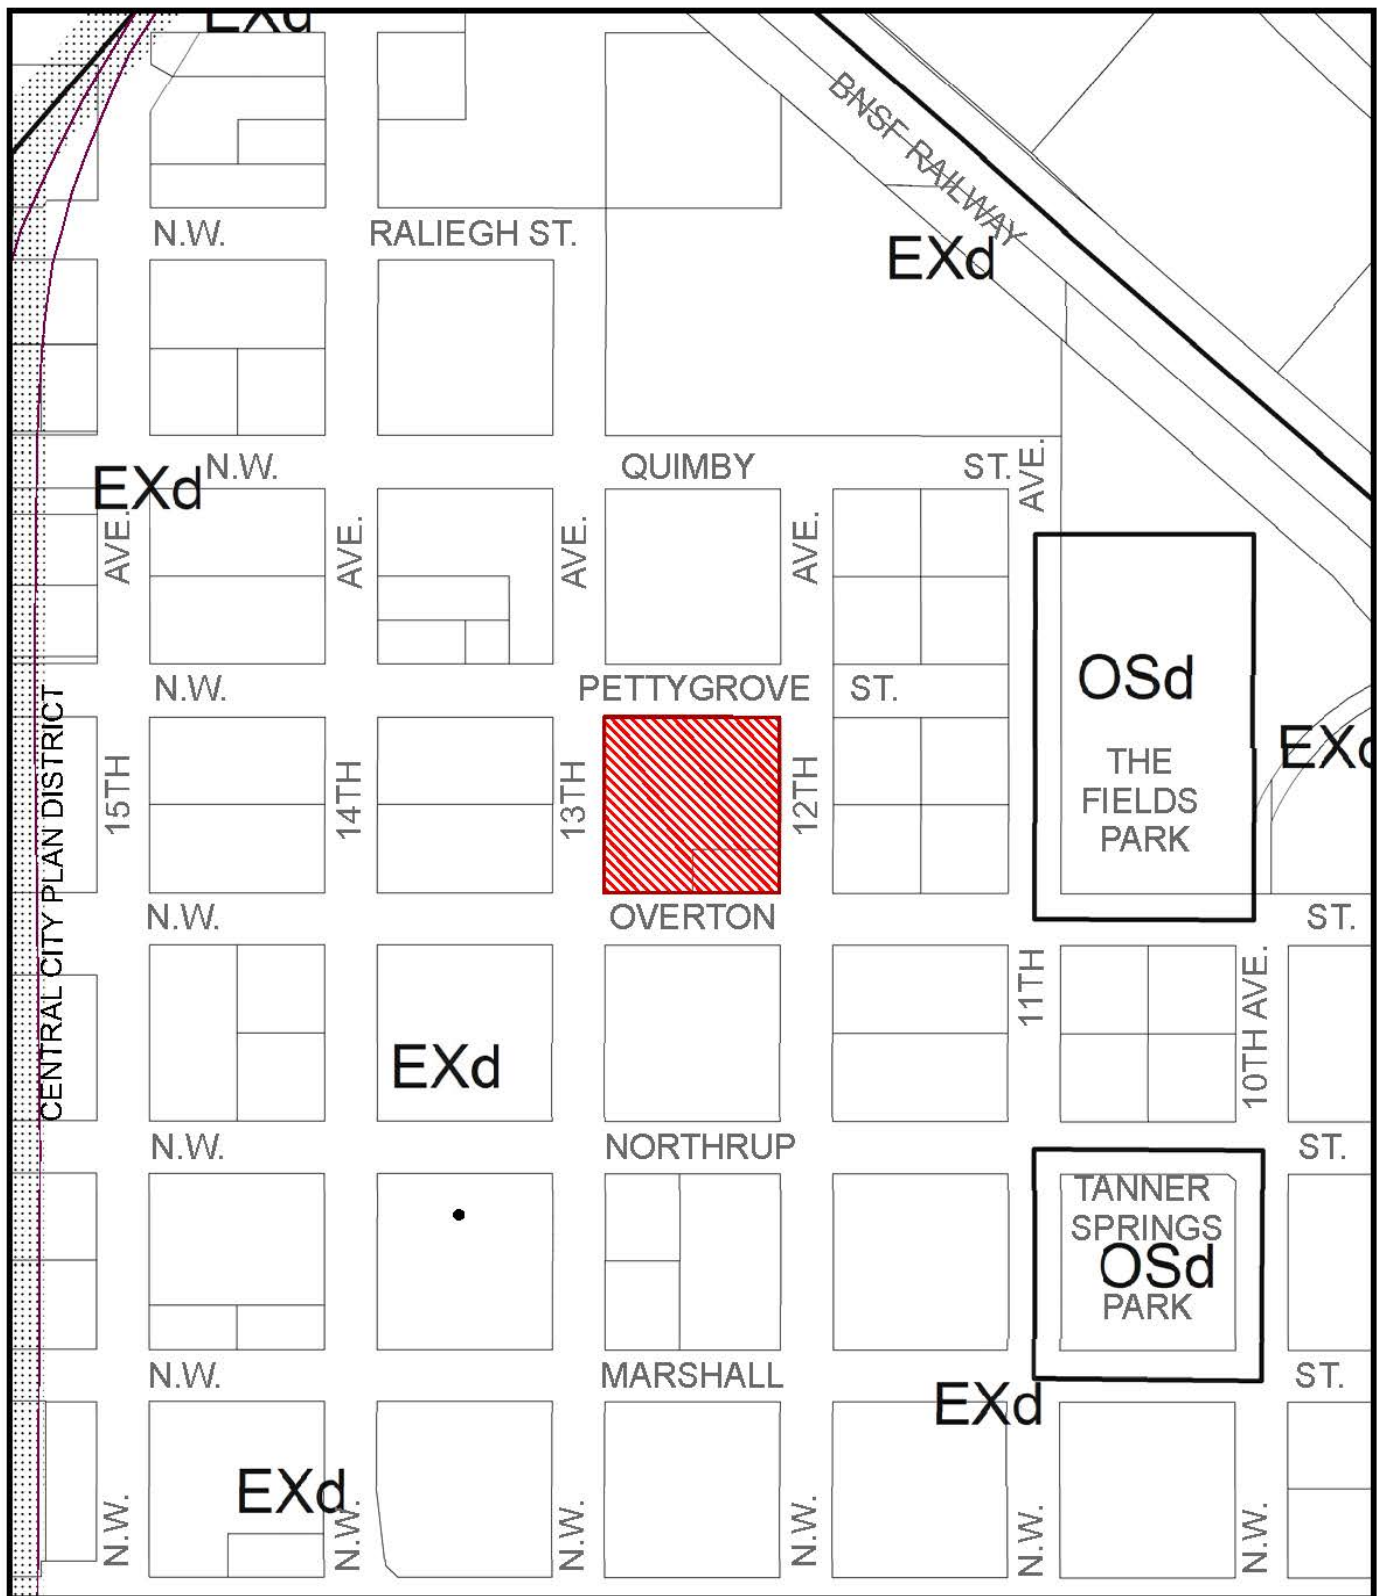 EXd
BNSF RAILWAY
N.W. RALIEGH ST.
EXd
N.W. QUIMBY ST.
EXd
AVE.
AVE.
AVE.
AVE.
AVE.
OSd
N.W. PETTYGROVE ST.
EXd
THE
FIELDS
PARK
15TH
14TH
13TH
12TH
CENTRAL CITY PLAN DISTRICT
N.W. OVERTON ST.
11TH
10TH AVE.
EXd
N.W. NORTHRUP ST.
TANNER
SPRINGS
OSd
PARK
N.W. MARSHALL ST.
EXd
EXd
N.W.
N.W.
N.W.
N.W.
N.W.
N.W.